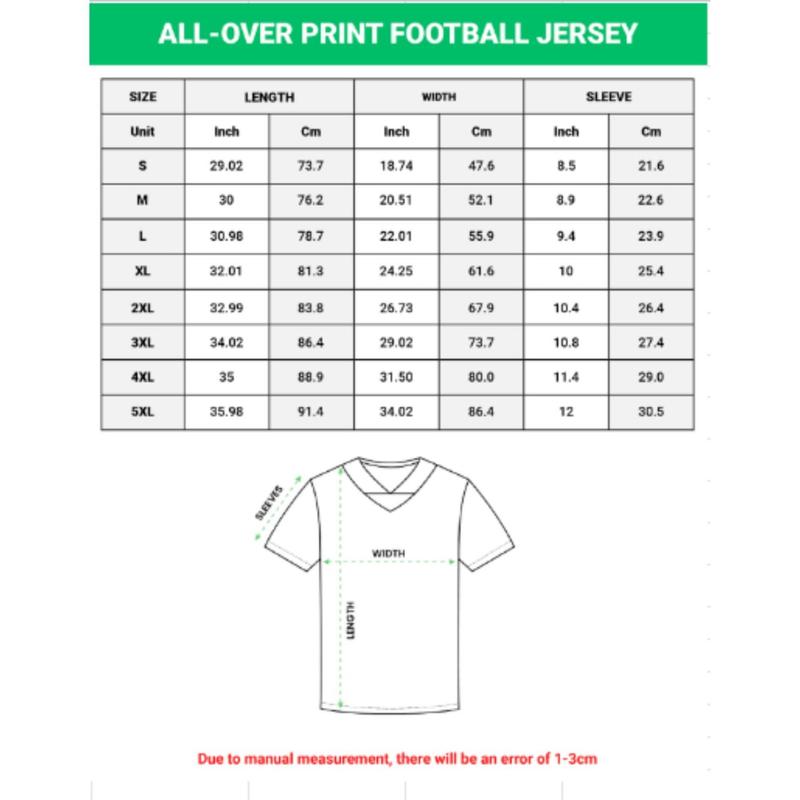 ALL-OVER PRINT FOOTBALL JERSEY
SIZE LENGTH WIDTH SLEEVE
Unit Inch Cm Inch Cm Inch Cm
S 29.02 73.7 18.74 47.6 8.5 21.6
M 30 76.2 20.51 52.1 8.9 22.6
L 30.98 78.7 22.01 55.9 9.4 23.9
XL 32.01 81.3 24.25 61.6 10 25.4
2XL 32.99 83.8 26.73 67.9 10.4 26.4
3XL 34.02 86.4 29.02 73.7 10.8 27.4
4XL 35 88.9 31.50 80.0 11.4 29.0
5XL 35.98 91.4 34.02 86.4 12 30.5
SLEEVES
WIDTH
LENGTH
Due to manual measurement, there will be an error of 1-3cm